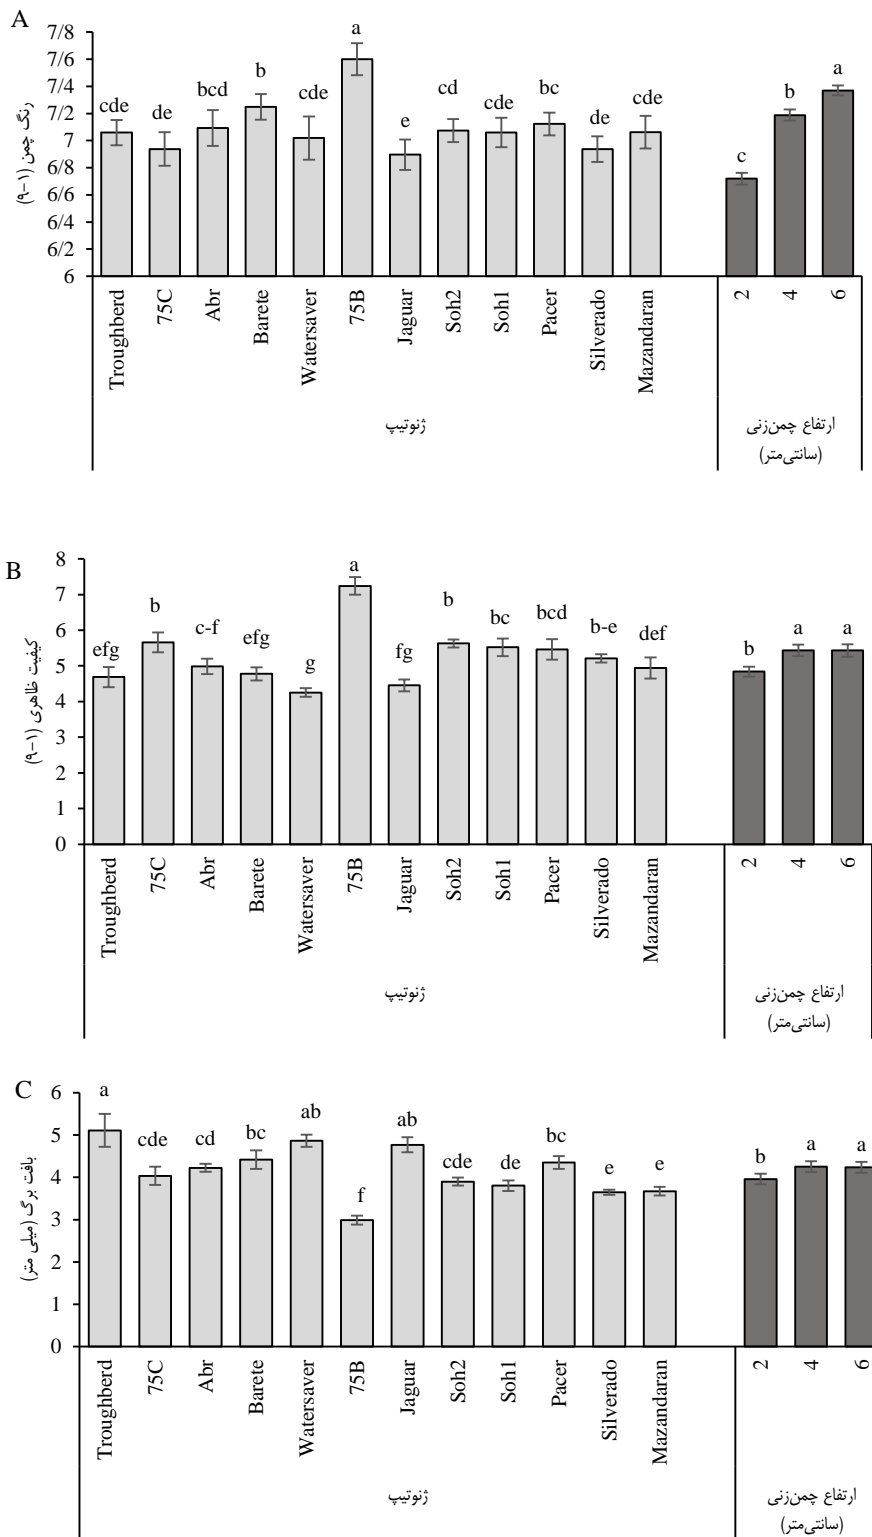 A
رنگ چمن (۱-۹)
7/8
7/6
7/4
7/2
7
6/8
6/6
6/4
6/2
6
cde
de
bcd
b
cde
a
e
cd
cde
bc
de
cde
c
b
a
Troughberd
75C
Abr
Barete
Watersaver
75B
Jaguar
Soh2
Soh1
Pacer
Silverado
Mazandaran
2
4
6
ژنوتیپ
ارتفاع چمن‌زنی
(سانتی‌متر)
B
کیفیت ظاهری (۱-۹)
8
7
6
5
4
3
2
1
0
efg
b
c-f
efg
g
a
fg
b
bc
bcd
b-e
def
b
a
a
Troughberd
75C
Abr
Barete
Watersaver
75B
Jaguar
Soh2
Soh1
Pacer
Silverado
Mazandaran
2
4
6
ژنوتیپ
ارتفاع چمن‌زنی
(سانتی‌متر)
C
بافت برگ (میلی متر)
6
5
4
3
2
1
0
a
cde
cd
bc
ab
f
ab
cde
de
bc
e
e
b
a
a
Troughberd
75C
Abr
Barete
Watersaver
75B
Jaguar
Soh2
Soh1
Pacer
Silverado
Mazandaran
2
4
6
ژنوتیپ
ارتفاع چمن‌زنی
(سانتی‌متر)